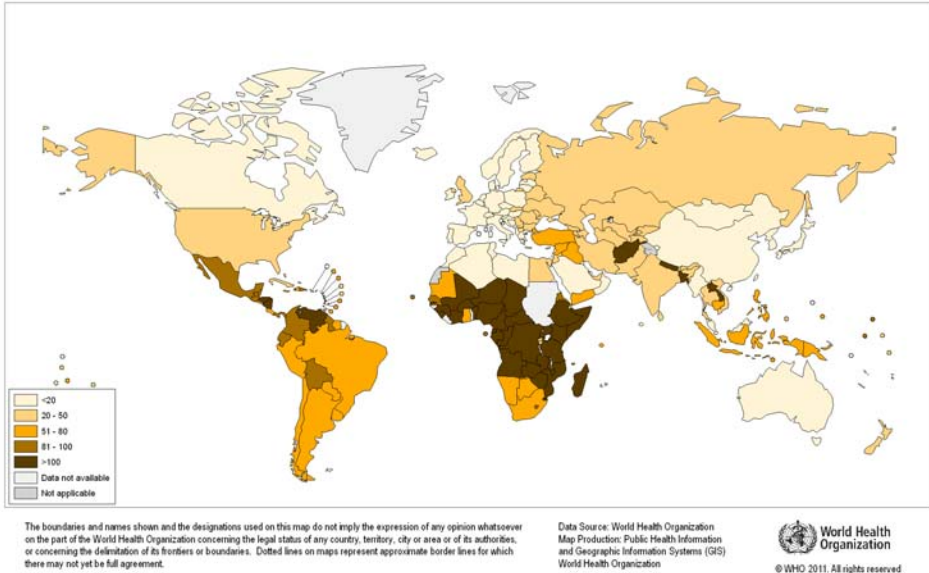 <20
20 - 50
51 - 80
81 - 100
>100
Data not available
Not applicable
The boundaries and names shown and the designations used on this map do not imply the expression of any opinion whatsoever
on the part of the World Health Organization concerning the legal status of any country, territory, city or area or of its authorities,
or concerning the delimitation of its frontiers or boundaries. Dotted lines on maps represent approximate border lines for which
there may not yet be full agreement.
Data Source: World Health Organization
Map Production: Public Health Information
and Geographic Information Systems (GIS)
World Health Organization
World Health
Organization
© WHO 2011. All rights reserved